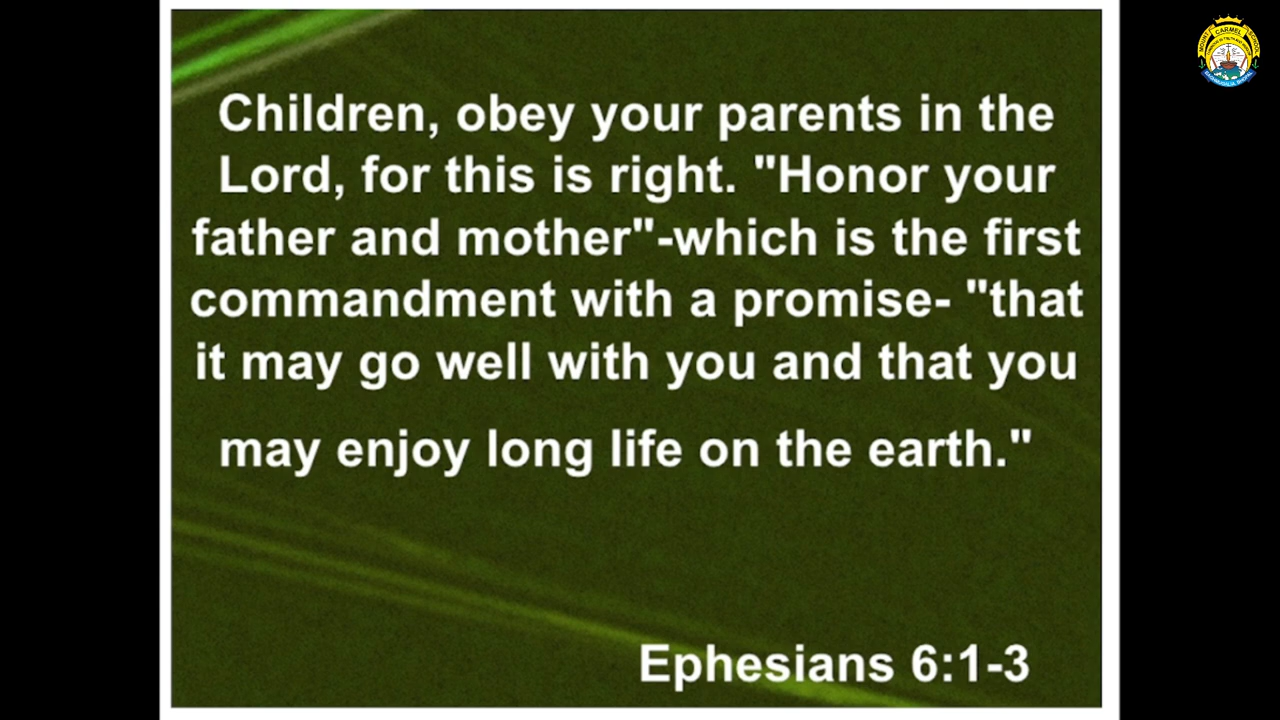 Children, obey your parents in the
Lord, for this is right. "Honor your
father and mother"-which is the first
commandment with a promise- "that
it may go well with you and that you
may enjoy long life on the earth."
Ephesians 6:1-3
CARMEL